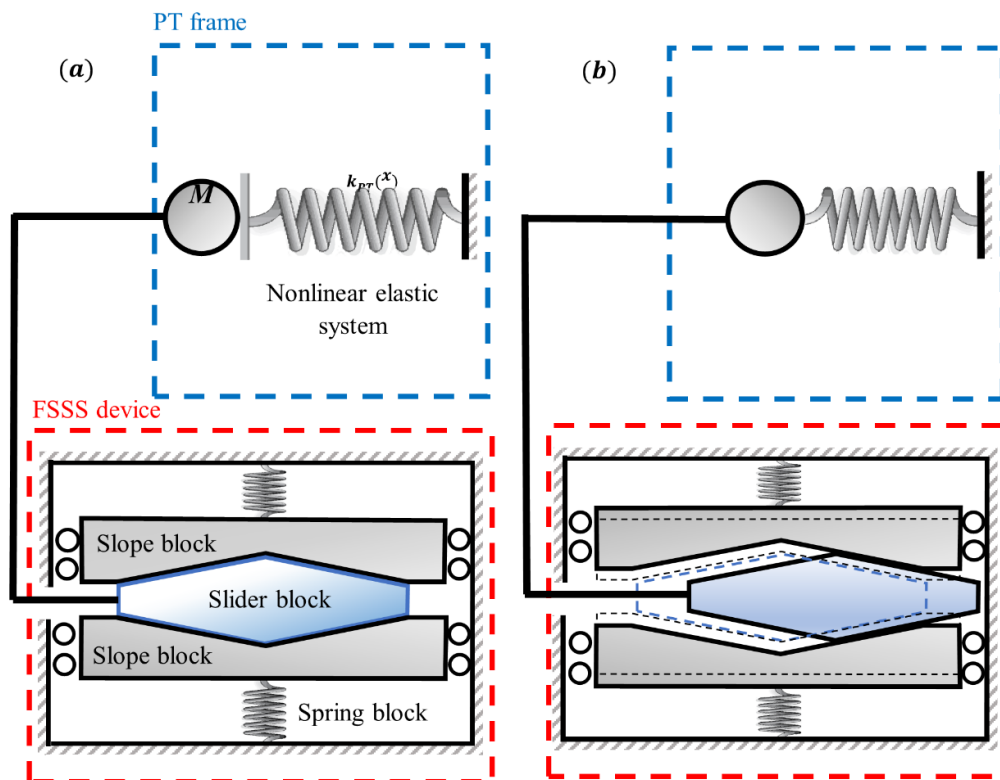 PT frame
(a)
(b)
M
k_PT(x)
Nonlinear elastic
system
FSSS device
Slope block
Slider block
Slope block
Spring block